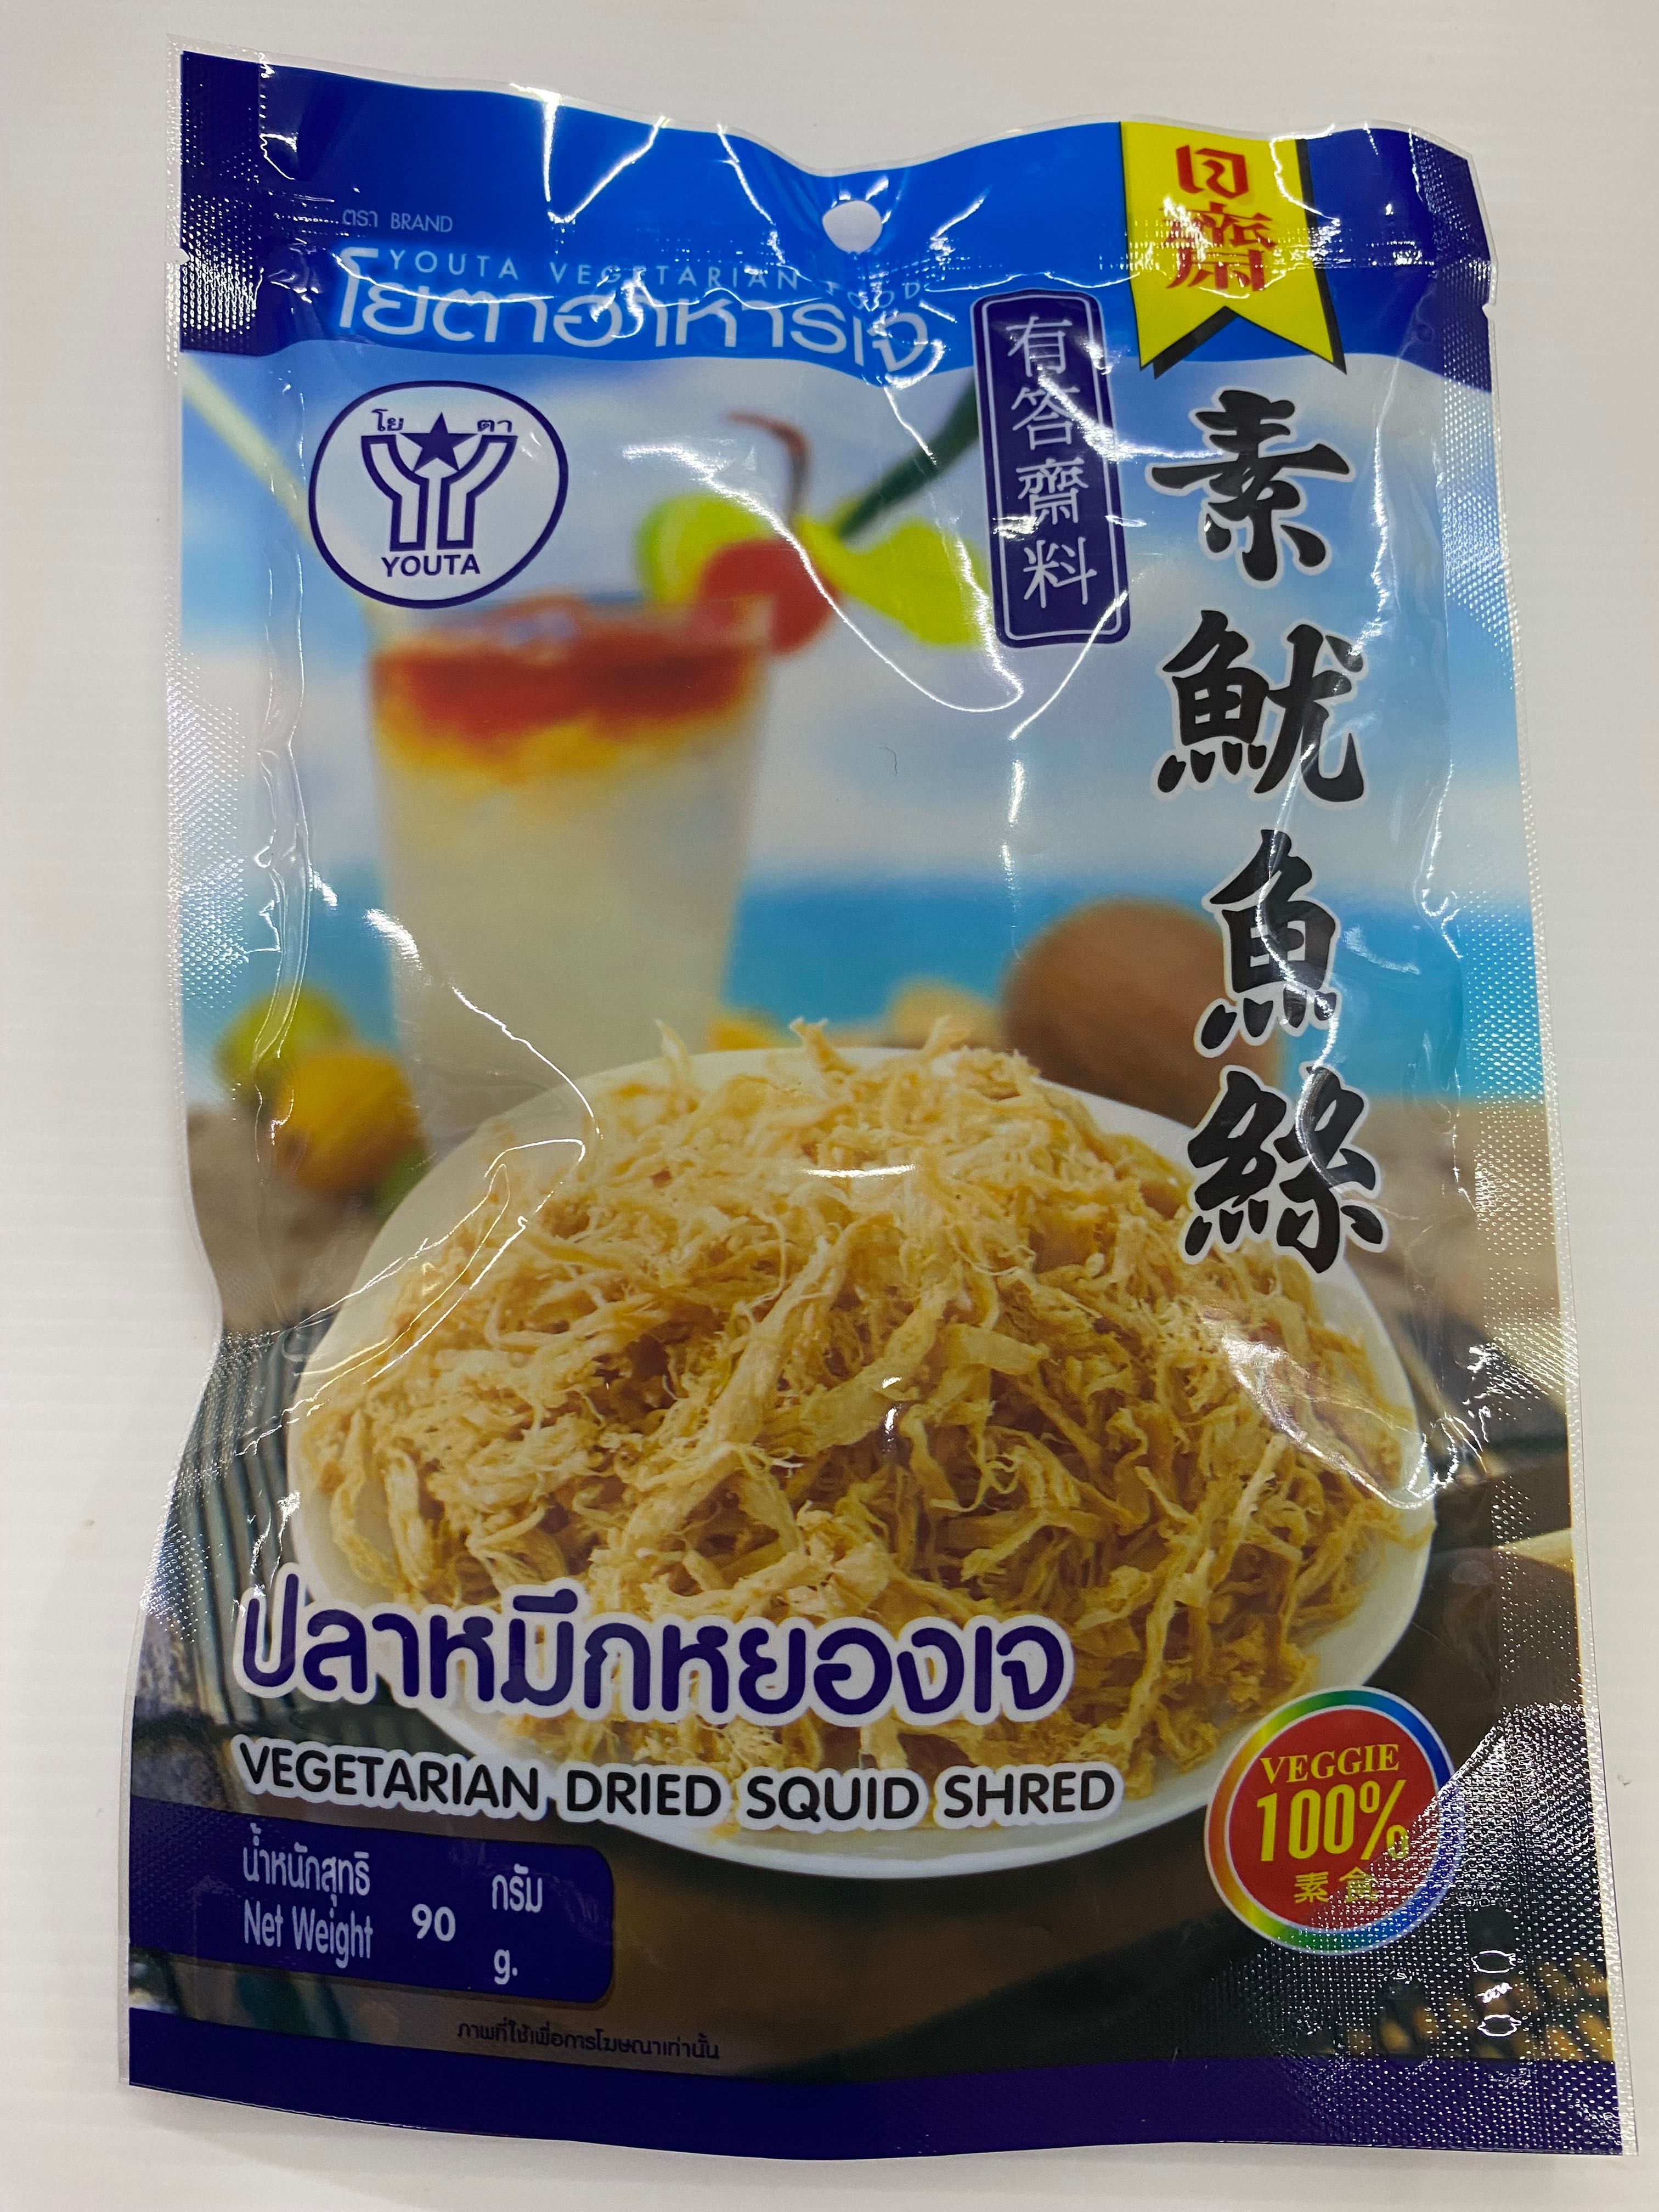 ตรา BRAND
YOUTA VEGETARIAN FOOD
โยตาอาหารเจ
เจ
齋
โย ตา
YOUTA
有答齋料
素魷魚絲
ปลาหมึกหยองเจ
VEGETARIAN DRIED SQUID SHRED
น้ำหนักสุทธิ 90 กรัม
Net Weight g.
VEGGIE
100%
素食
ภาพที่ใช้เพื่อการโฆษณาเท่านั้น